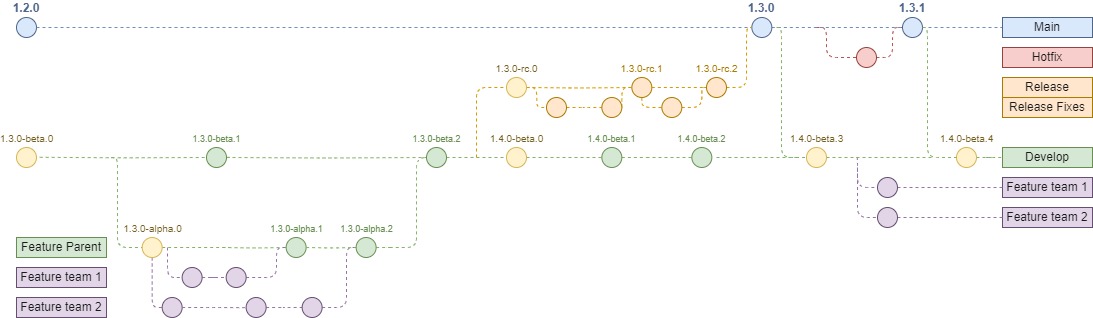 1.2.0
1.3.0
1.3.1
Main
Hotfix
1.3.0-rc.0
1.3.0-rc.1
1.3.0-rc.2
Release
Release Fixes
1.3.0-beta.0
1.3.0-beta.1
1.3.0-beta.2
1.4.0-beta.0
1.4.0-beta.1
1.4.0-beta.2
1.4.0-beta.3
1.4.0-beta.4
Develop
Feature team 1
Feature team 2
1.3.0-alpha.0
1.3.0-alpha.1
1.3.0-alpha.2
Feature Parent
Feature team 1
Feature team 2